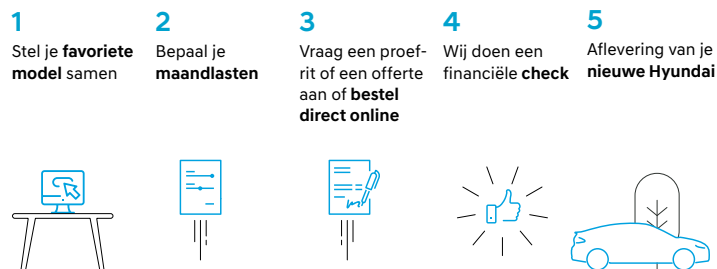 1
Stel je favoriete
model samen
2
Bepaal je
maandlasten
3
Vraag een proef-
rit of een offerte
aan of bestel
direct online
4
Wij doen een
financiële check
5
Aflevering van je
nieuwe Hyundai